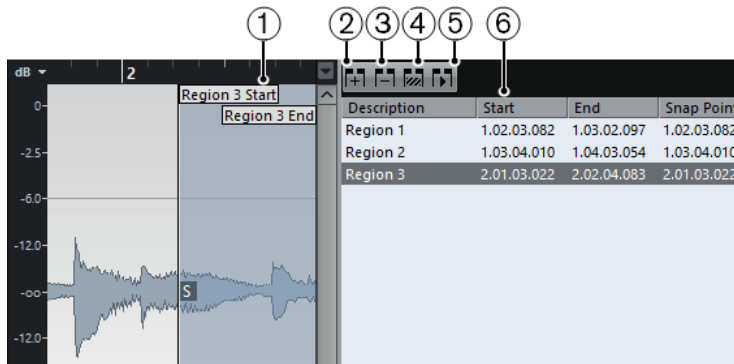 1 2 3 4 5 6
dB 2
Region 3 Start
Region 3 End
0
-2.5
-6.0
-12.0
-oo
-12.0
S
Description Start End Snap Point
Region 1 1.02.03.082 1.03.02.097 1.02.03.082
Region 2 1.03.04.010 1.04.03.054 1.03.04.010
Region 3 2.01.03.022 2.02.04.083 2.01.03.022